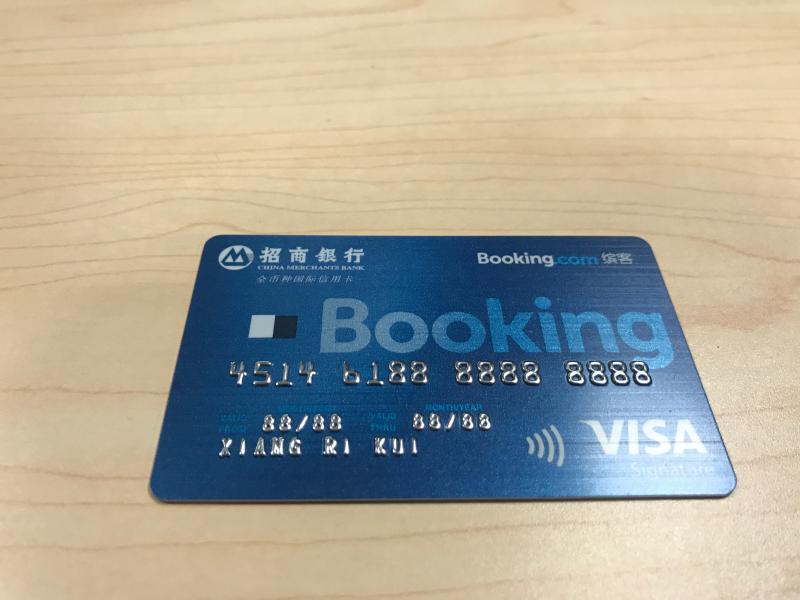 招商銀行
CHINA MERCHANTS BANK
全币种国际信用卡
Booking.com 缤客
Booking
4514 6188 8888 8888
MONTH/YEAR
VALID FROM 88/88 VALID THRU 88/88
XIANG RI KUI
VISA
Signature